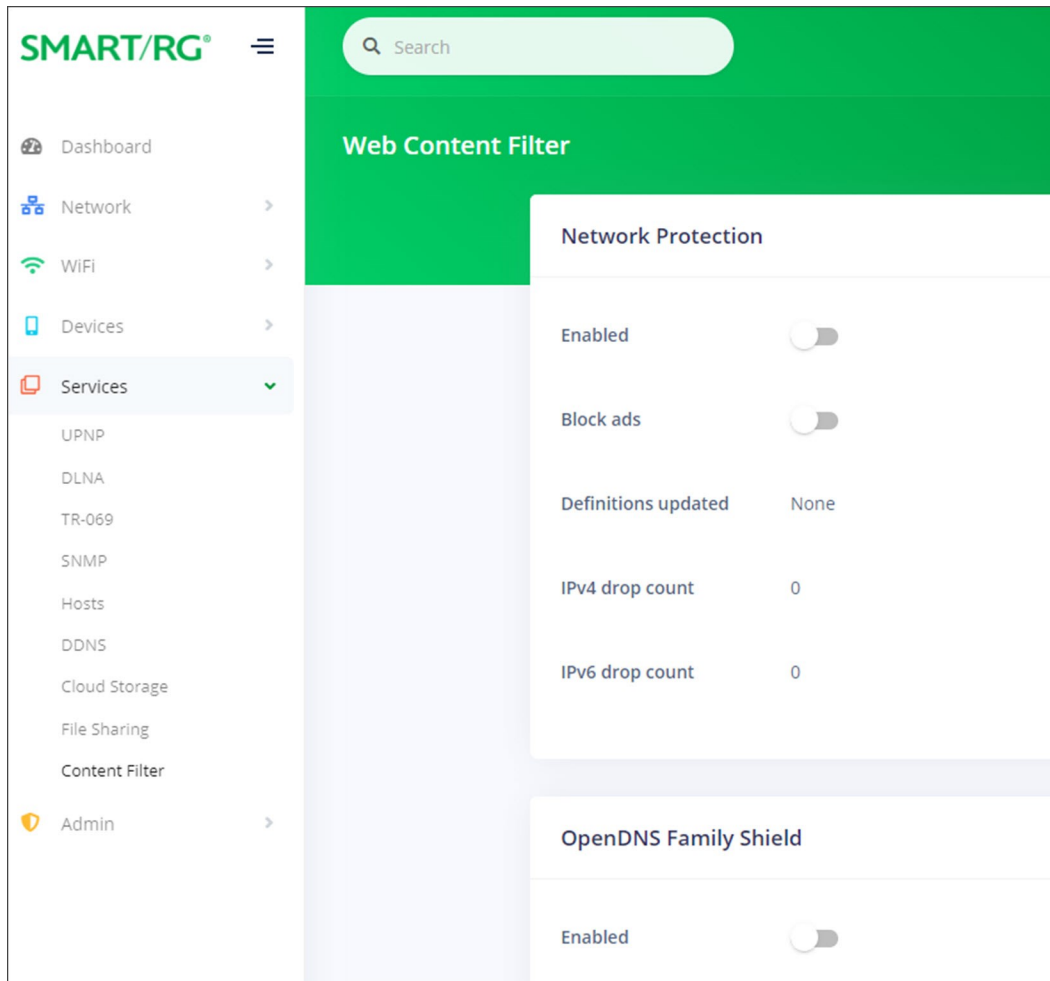 SMART/RG®
Search
Dashboard
Network
WiFi
Devices
Services
UPNP
DLNA
TR-069
SNMP
Hosts
DDNS
Cloud Storage
File Sharing
Content Filter
Admin
Web Content Filter
Network Protection
Enabled
Block ads
Definitions updated None
IPv4 drop count 0
IPv6 drop count 0
OpenDNS Family Shield
Enabled